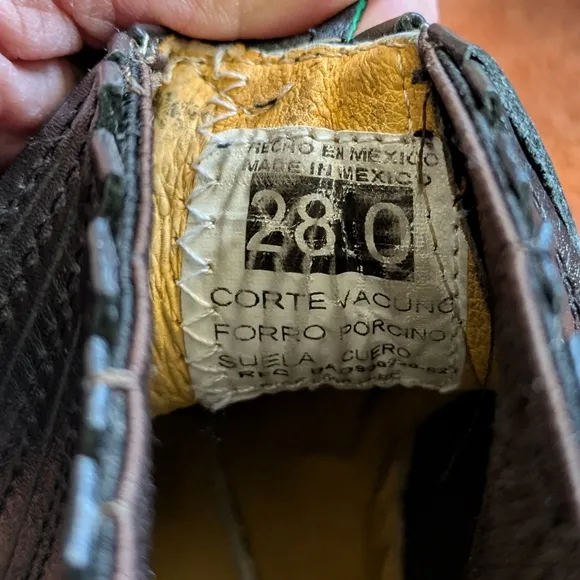 HECHO EN MEXICO
MADE IN MEXICO
28.0
CORTE VACUNO
FORRO PORCINO
SUELA CUERO